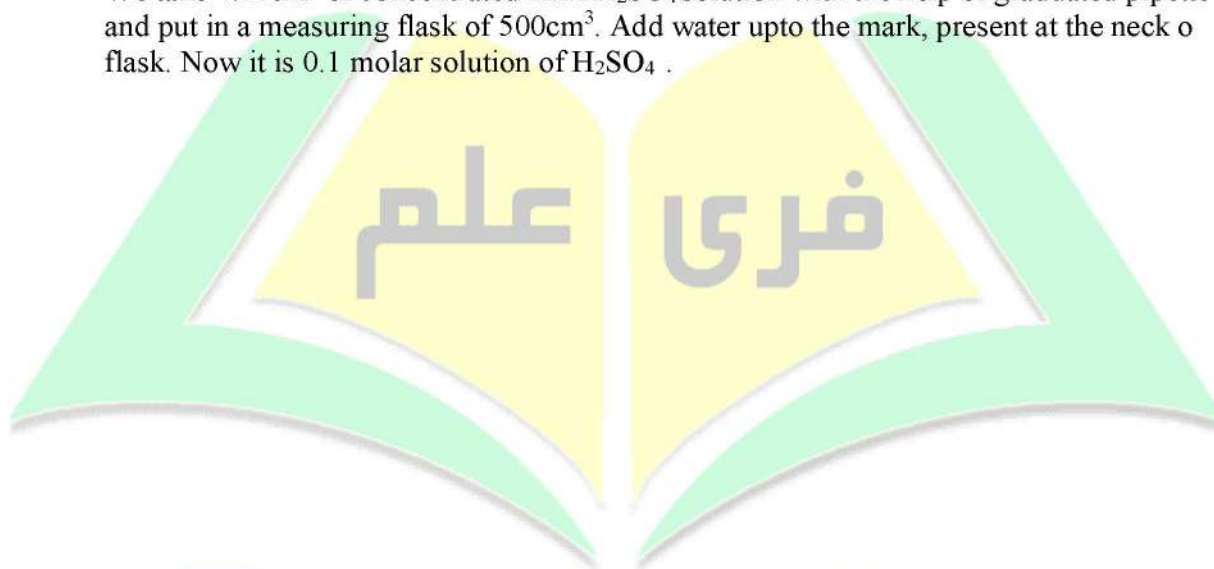 and put in a measuring flask of 500cm³. Add water upto the mark, present at the neck o
flask. Now it is 0.1 molar solution of H₂SO₄ .
فری علم